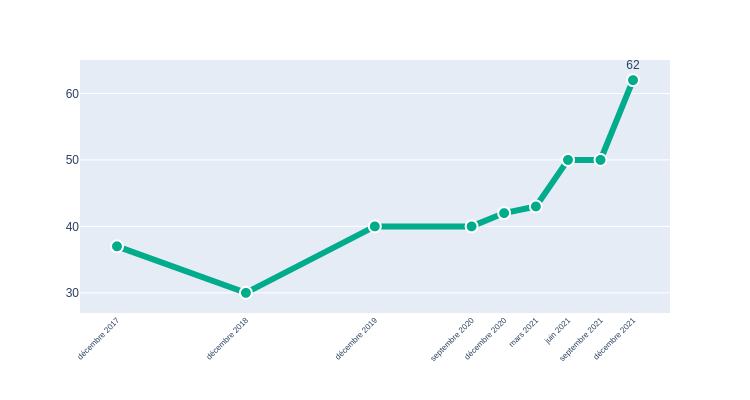 62
60
50
40
30
décembre 2017
décembre 2018
décembre 2019
septembre 2020
décembre 2020
mars 2021
juin 2021
septembre 2021
décembre 2021